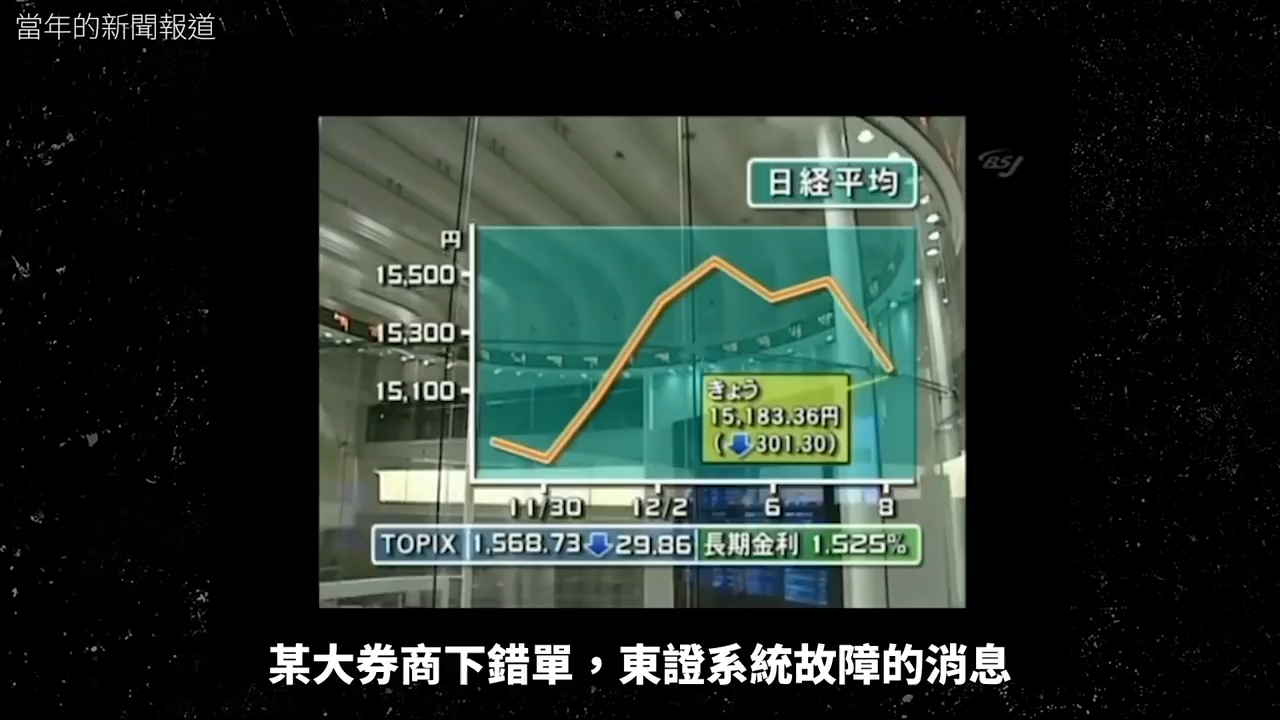 當年的新聞報道
BSJ
日経平均
円
15,500
15,300
15,100
きょう
15,183.36円
(⬇301.30)
11/30 12/2 6 8
TOPIX 1,568.73⬇29.86 長期金利 1.525%
某大券商下錯單，東證系統故障的消息